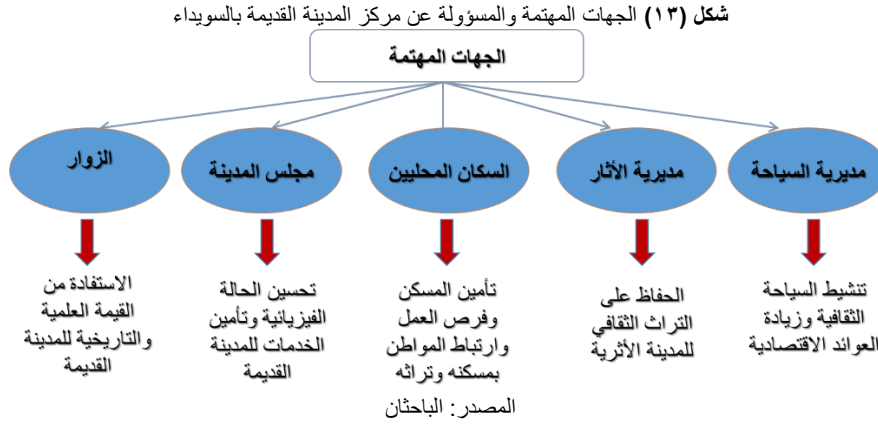 شكل (١٣) الجهات المهتمة والمسؤولة عن مركز المدينة القديمة بالسويداء
الجهات المهتمة
مديرية السياحة
مديرية الأثار
السكان المحليين
مجلس المدينة
الزوار
تنشيط السياحة
الثقافية وزيادة
العوائد الاقتصادية
الحفاظ على
التراث الثقافي
للمدينة الأثرية
تأمين المسكن
وفرص العمل
وارتباط المواطن
بمسكنه وتراثه
تحسين الحالة
الفيزيائية وتأمين
الخدمات للمدينة
القديمة
الاستفادة من
القيمة العلمية
والتاريخية للمدينة
القديمة
المصدر: الباحثان